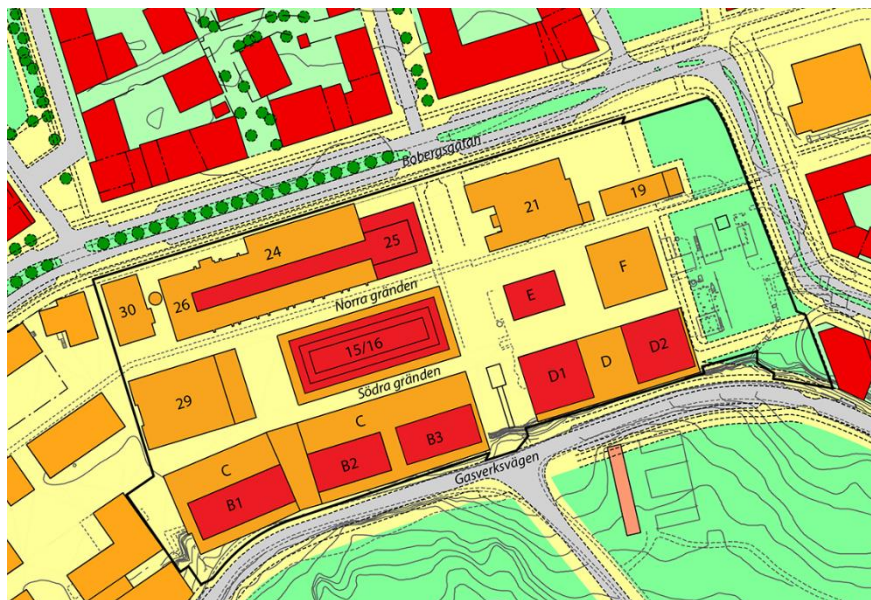 Bobergsgatan
19
21
25
24
F
30
26
Norra gränden
E
15/16
D2
D
D1
Södra gränden
29
C
B3
B2
C
Gasverksvägen
B1